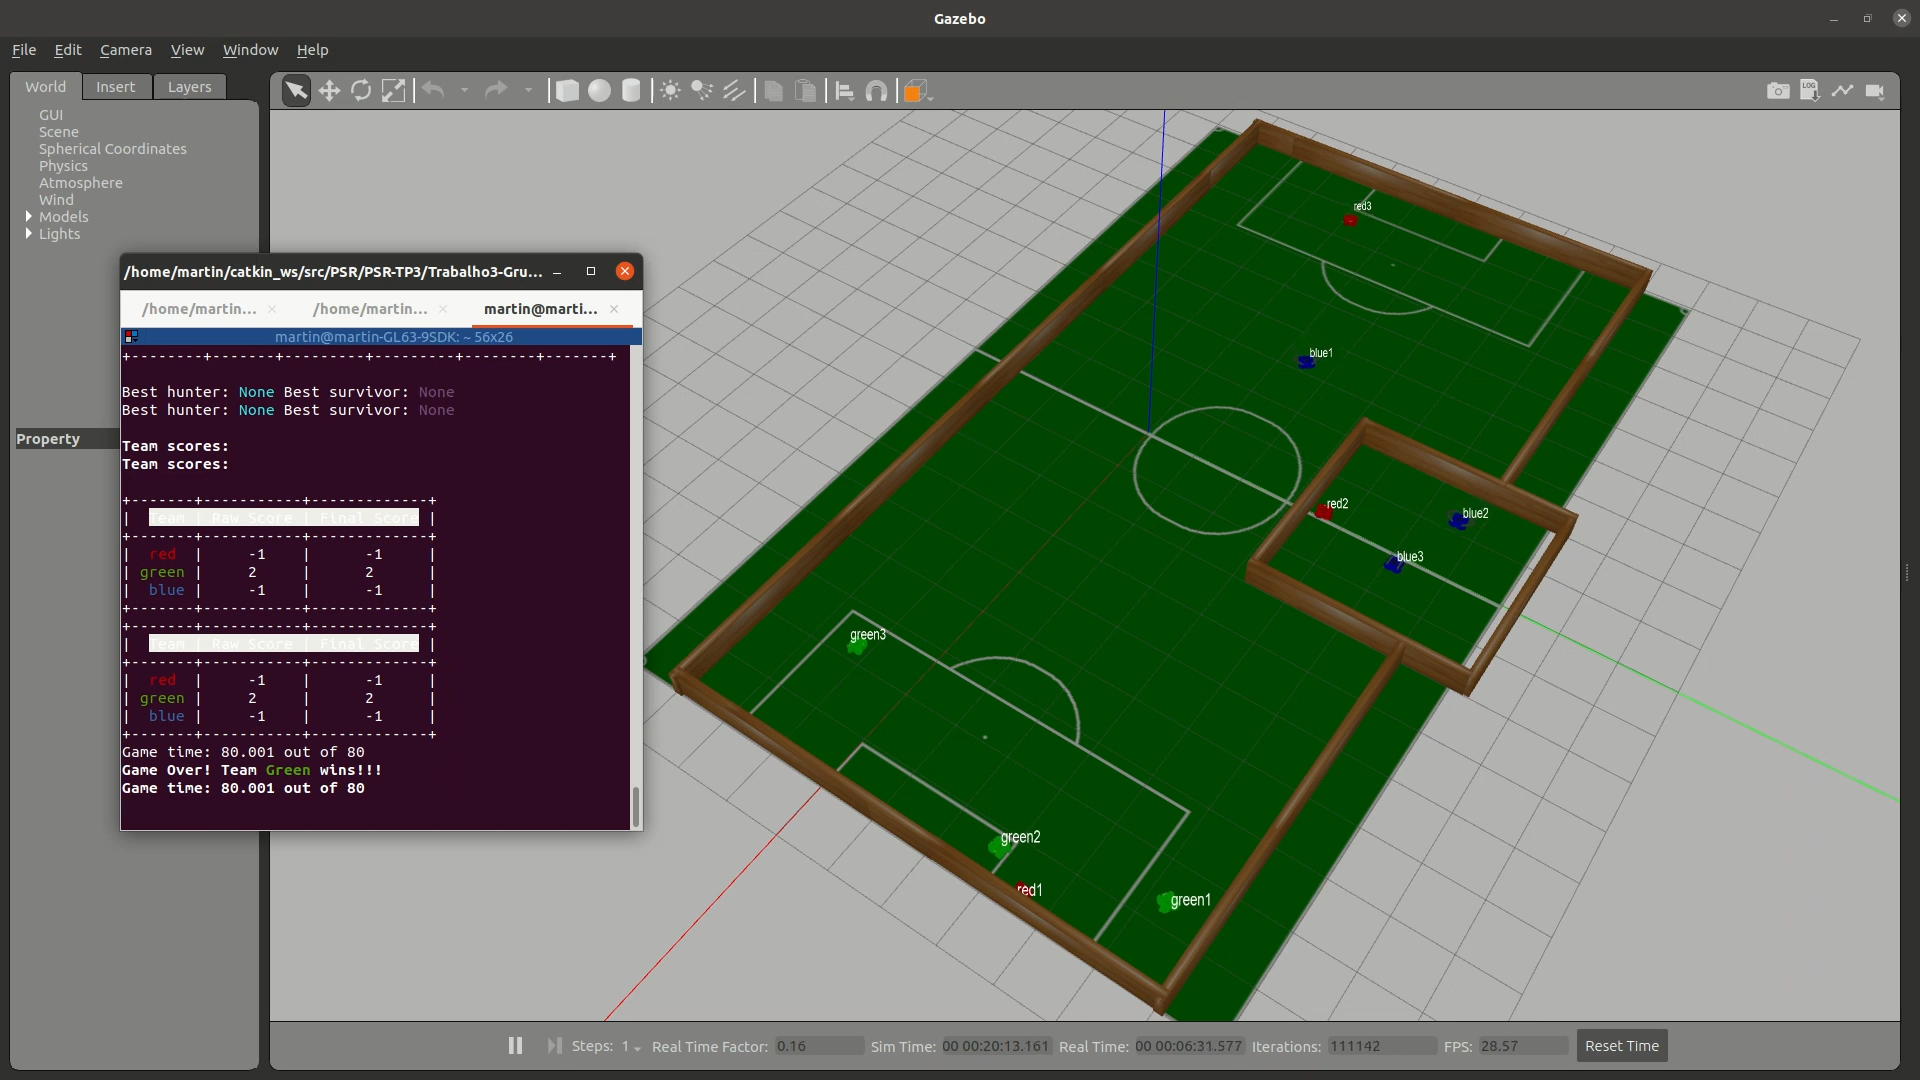 Gazebo
File Edit Camera View Window Help
World Insert Layers
LOG
GUI
Scene
Spherical Coordinates
Physics
Atmosphere
Wind
Models
Lights
Property
/home/martin/catkin_ws/src/PSR/PSR-TP3/Trabalho3-Gru...
/home/martin... /home/martin... martin@marti...
martin@martin-GL63-9SDK: ~ 56x26
+--------+-------+---------+---------+--------+-------+
Best hunter: None Best survivor: None
Best hunter: None Best survivor: None
Team scores:
Team scores:
+-------+-----------+-------------+
| Team | Raw Score | Final Score |
+-------+-----------+-------------+
| red | -1 | -1 |
| green | 2 | 2 |
| blue | -1 | -1 |
+-------+-----------+-------------+
+-------+-----------+-------------+
| Team | Raw Score | Final Score |
+-------+-----------+-------------+
| red | -1 | -1 |
| green | 2 | 2 |
| blue | -1 | -1 |
+-------+-----------+-------------+
Game time: 80.001 out of 80
Game Over! Team Green wins!!!
Game time: 80.001 out of 80
red3
blue1
red2
blue2
blue3
green3
green2
red1
green1
Steps: 1 Real Time Factor: 0.16 Sim Time: 00 00:20:13.161 Real Time: 00 00:06:31.577 Iterations: 111142 FPS: 28.57 Reset Time